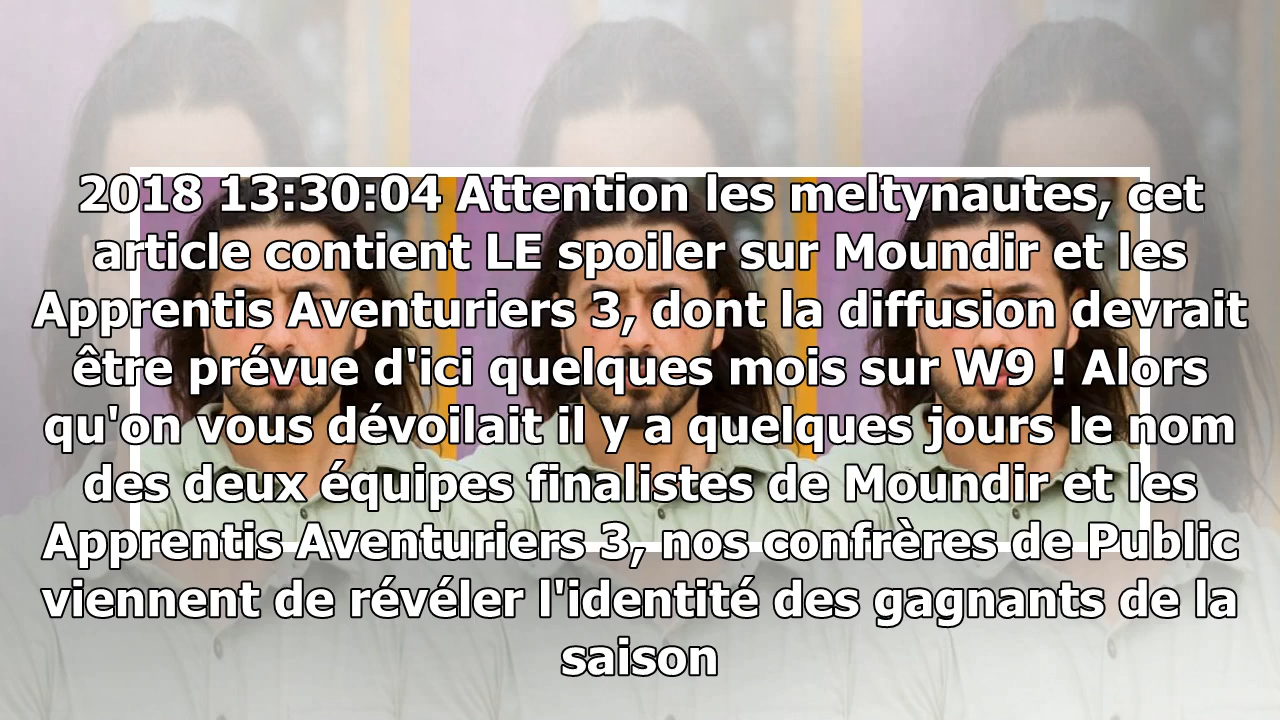 2018 13:30:04 Attention les meltynautes, cet
article contient LE spoiler sur Moundir et les
Apprentis Aventuriers 3, dont la diffusion devrait
être prévue d'ici quelques mois sur W9 ! Alors
qu'on vous dévoilait il y a quelques jours le nom
des deux équipes finalistes de Moundir et les
Apprentis Aventuriers 3, nos confrères de Public
viennent de révéler l'identité des gagnants de la
saison